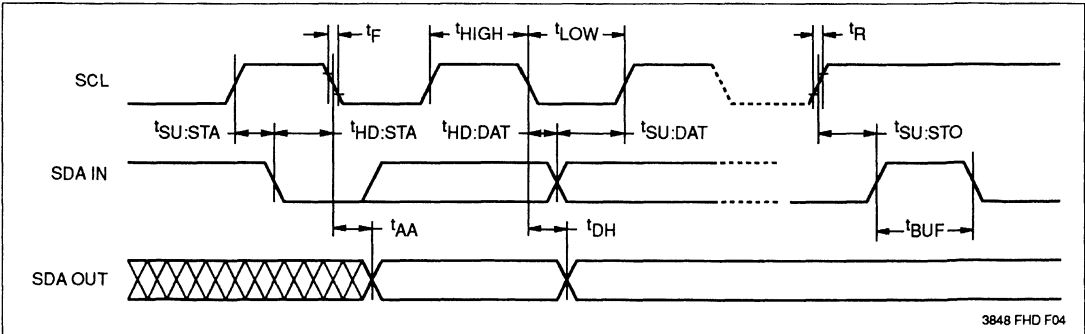 tF tHIGH tLOW tR
SCL
tSU:STA tHD:STA tHD:DAT tSU:DAT tSU:STO
SDA IN
tAA tDH tBUF
SDA OUT
3848 FHD F04